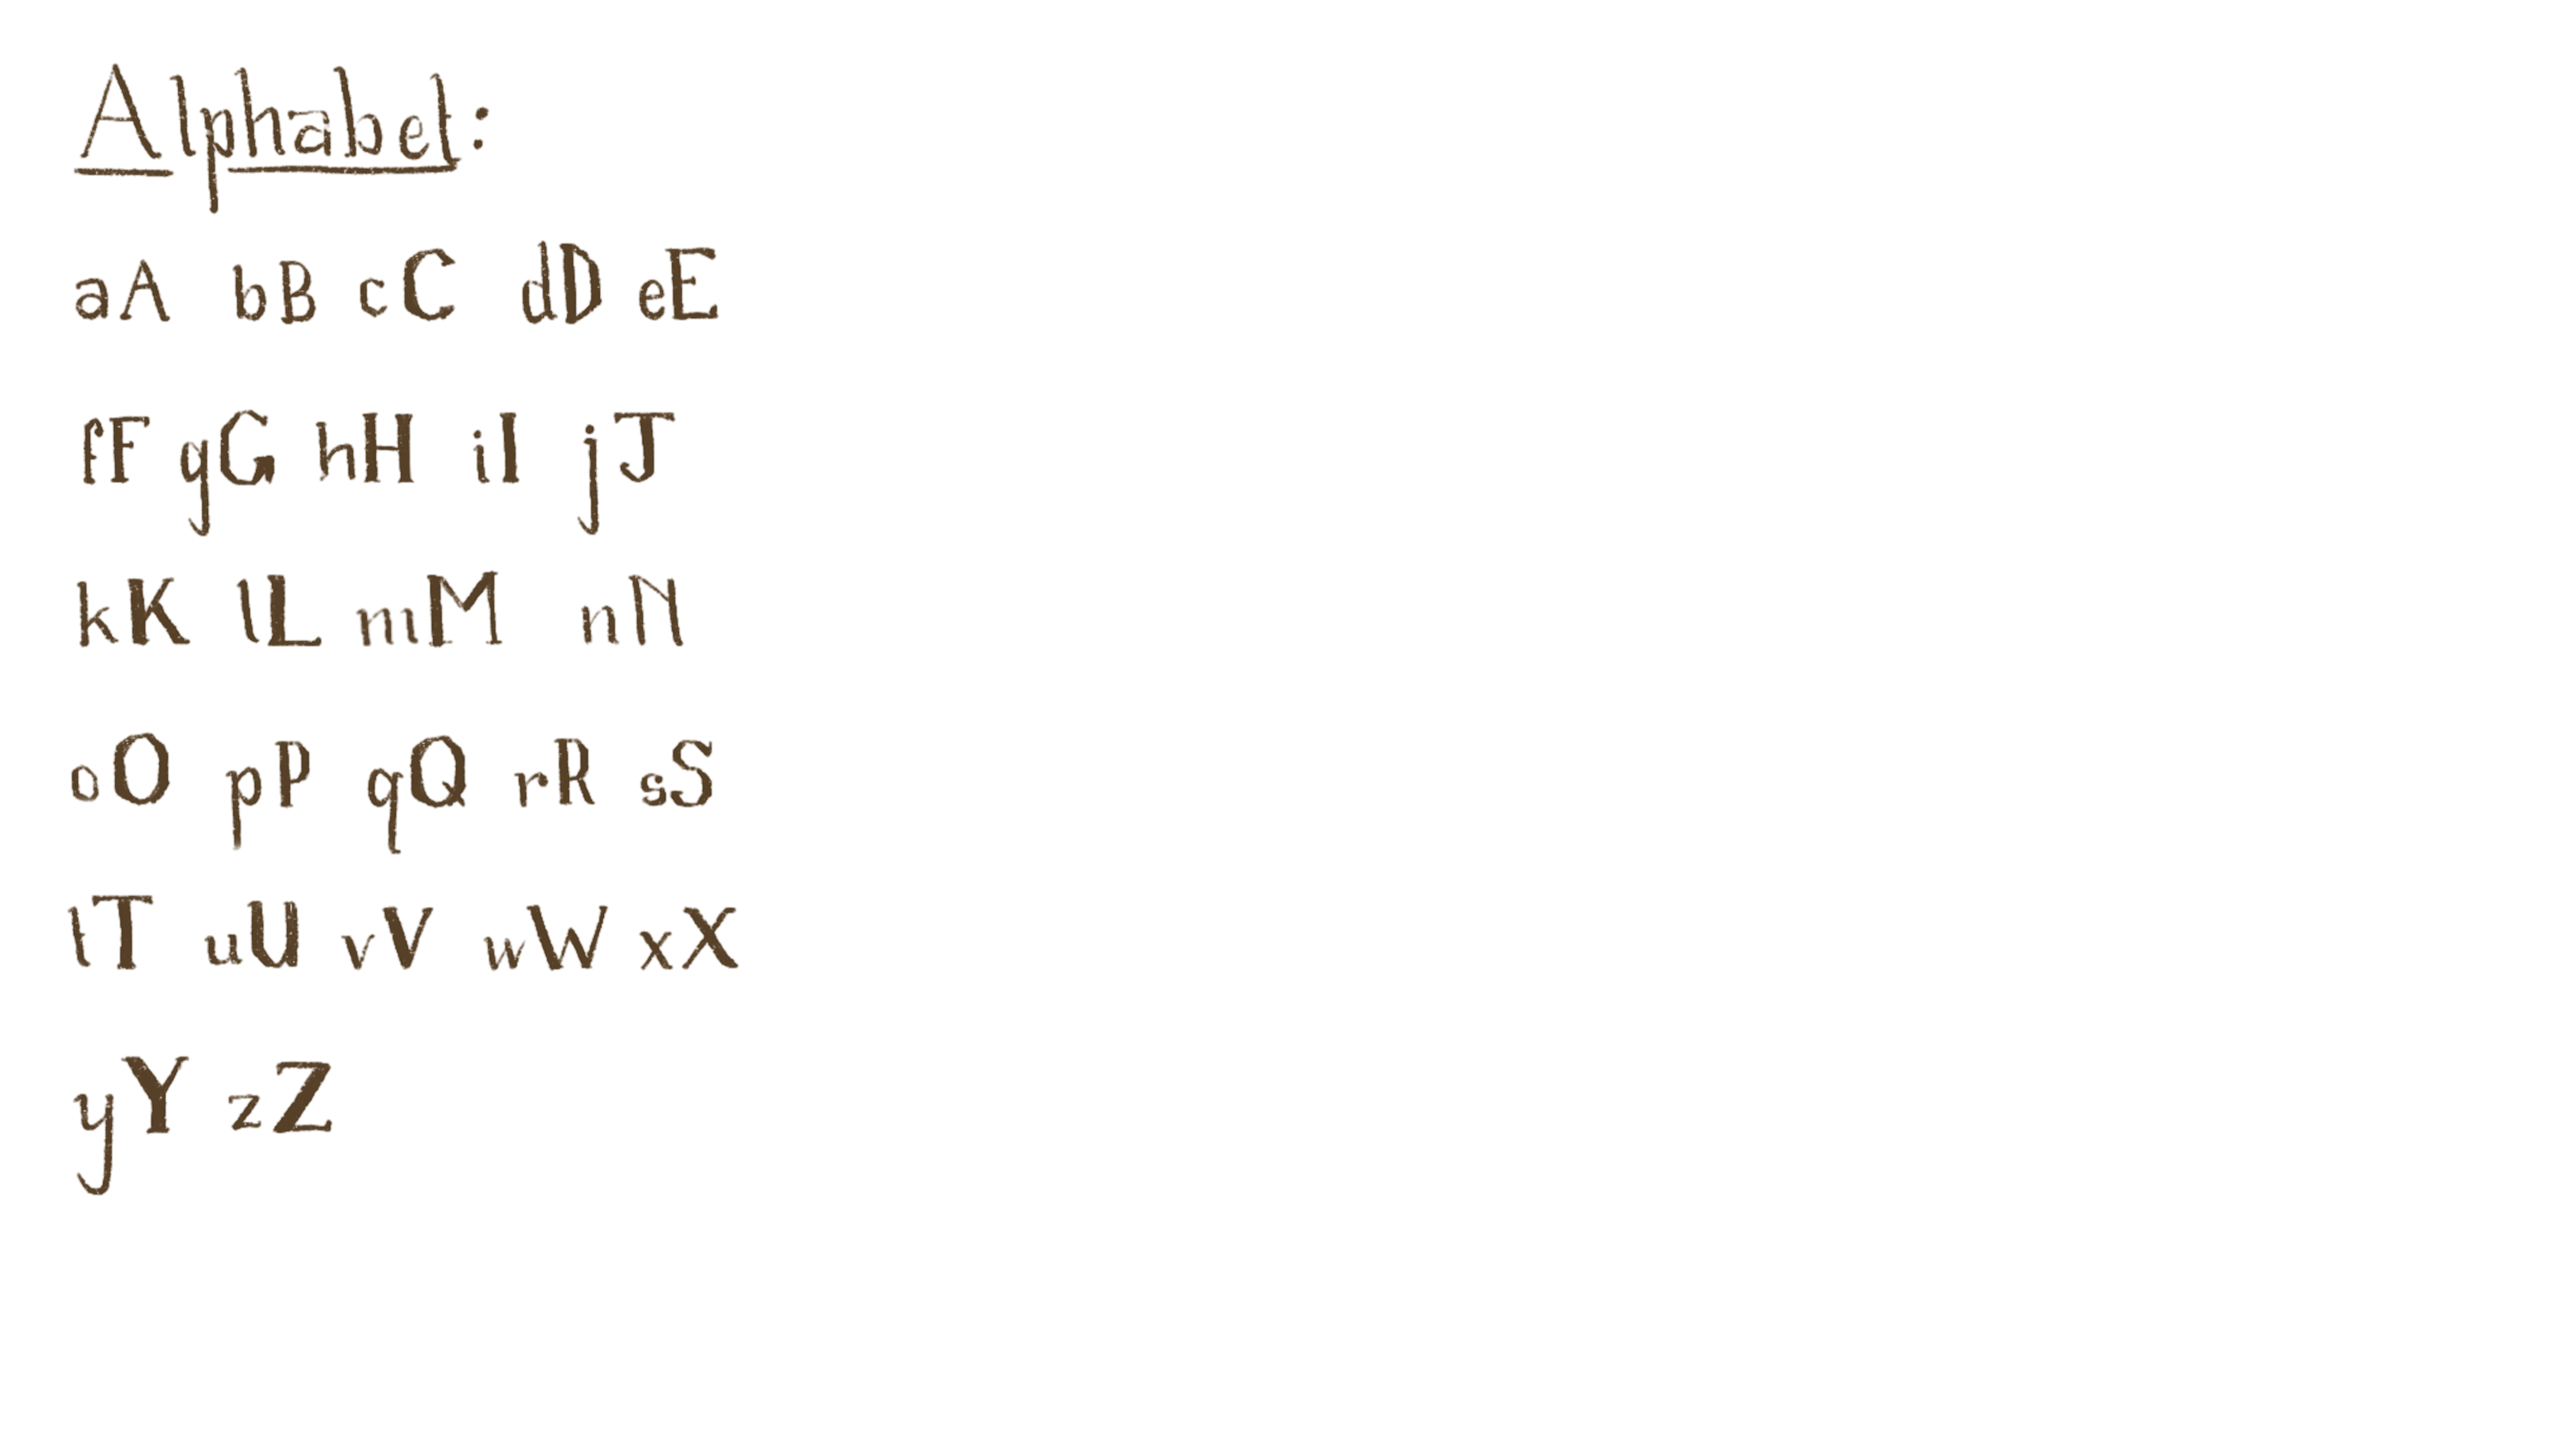 Alphabet:
aA bB cC dD eE
fF gG hH iI jJ
kK lL mM nN
oO pP qQ rR sS
tT uU vV wW xX
yY zZ